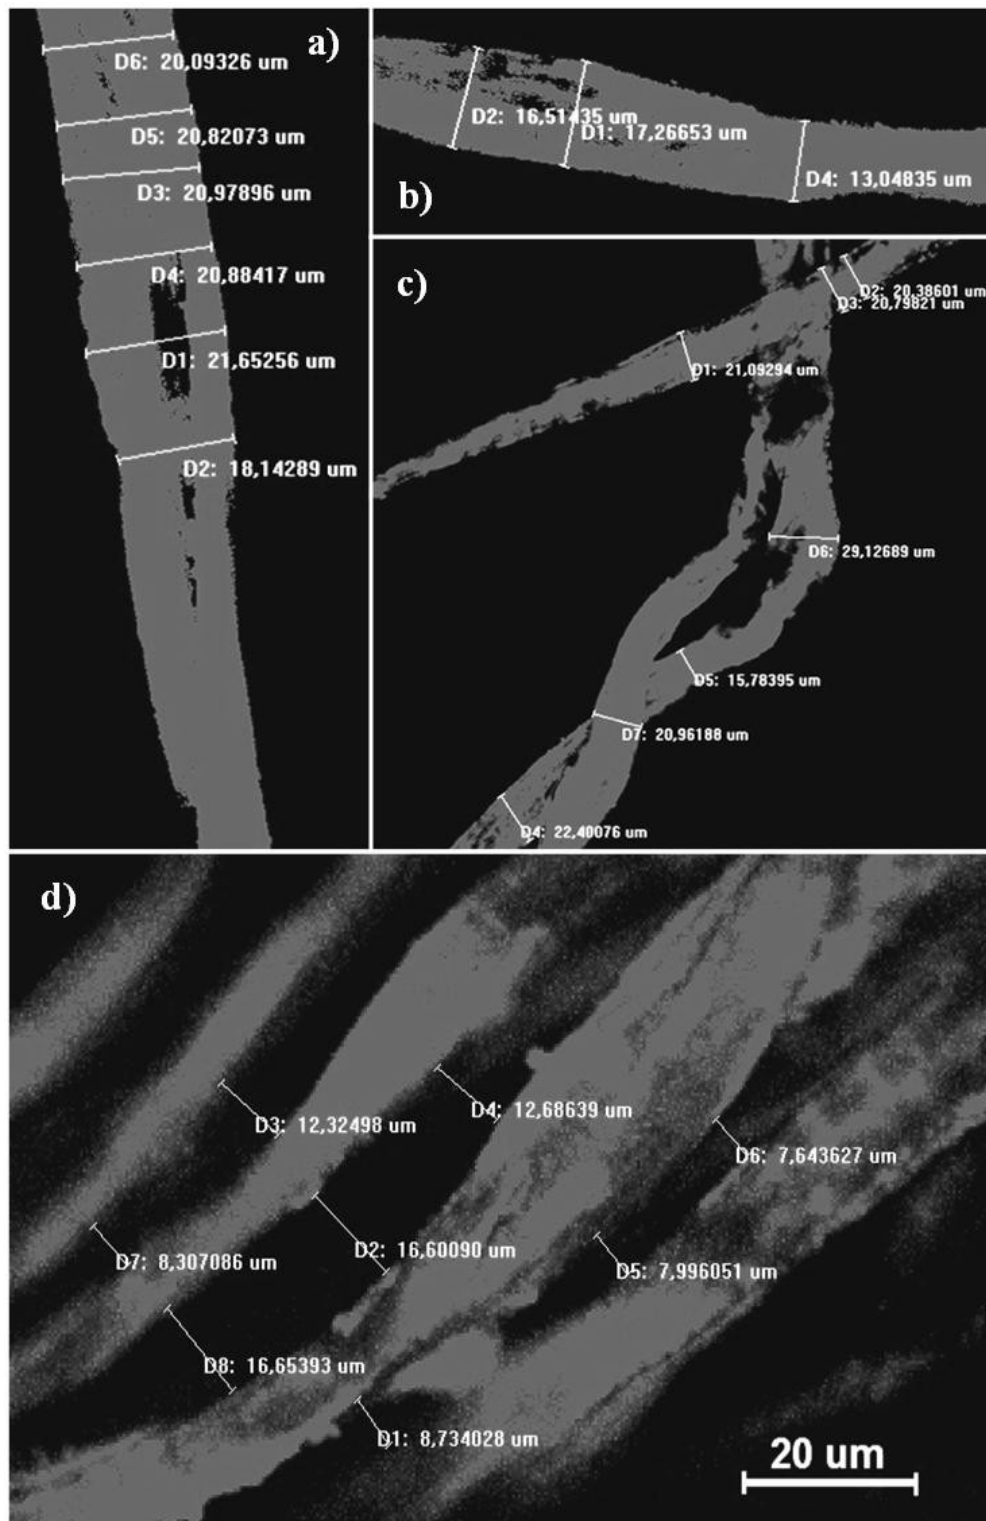 a)
D6: 20,09326 um
D5: 20,82073 um
D3: 20,97896 um
D4: 20,88417 um
D1: 21,65256 um
D2: 18,14289 um
b)
D2: 16,51435 um
D1: 17,26653 um
D4: 13,04835 um
c)
D2: 20,38601 um
D3: 20,79821 um
D1: 21,09294 um
D6: 29,12689 um
D5: 15,78395 um
D7: 20,96188 um
D4: 22,40076 um
d)
D3: 12,32498 um
D4: 12,68639 um
D6: 7,643627 um
D7: 8,307086 um
D2: 16,60090 um
D5: 7,996051 um
D8: 16,65393 um
D1: 8,734028 um
20 um